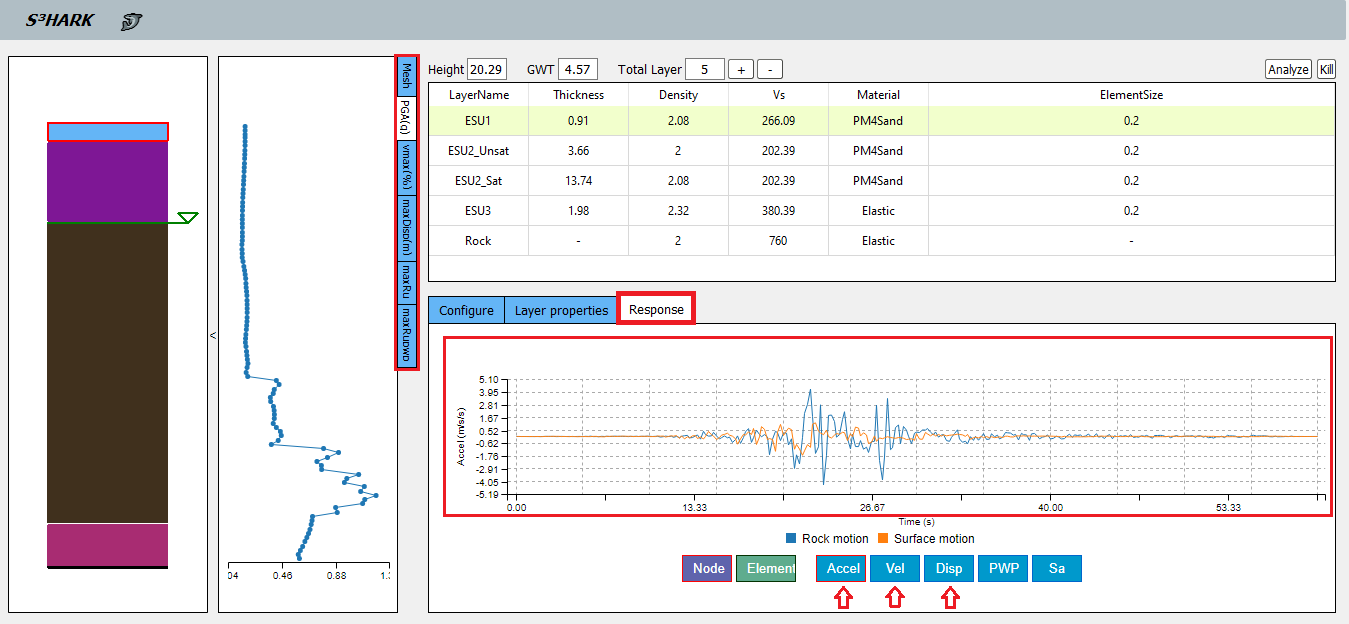 S³HARK
Height 20.29 GWT 4.57 Total Layer 5 + - Analyze Kill
LayerName Thickness Density Vs Material ElementSize
ESU1 0.91 2.08 266.09 PM4Sand 0.2
ESU2_Unsat 3.66 2 202.39 PM4Sand 0.2
ESU2_Sat 13.74 2.08 202.39 PM4Sand 0.2
ESU3 1.98 2.32 380.39 Elastic 0.2
Rock - 2 760 Elastic -
Mesh
PGA(g)
γmax(%)
maxDisp(m)
maxRu
maxRupwp
<
04 0.46 0.88 1.
Configure Layer properties Response
Accel (m/s/s)
5.10
3.95
2.81
1.67
0.52
-0.62
-1.76
-2.91
-4.05
-5.19
0.00 13.33 26.67 40.00 53.33
Time (s)
Rock motion Surface motion
Node Element Accel Vel Disp PWP Sa